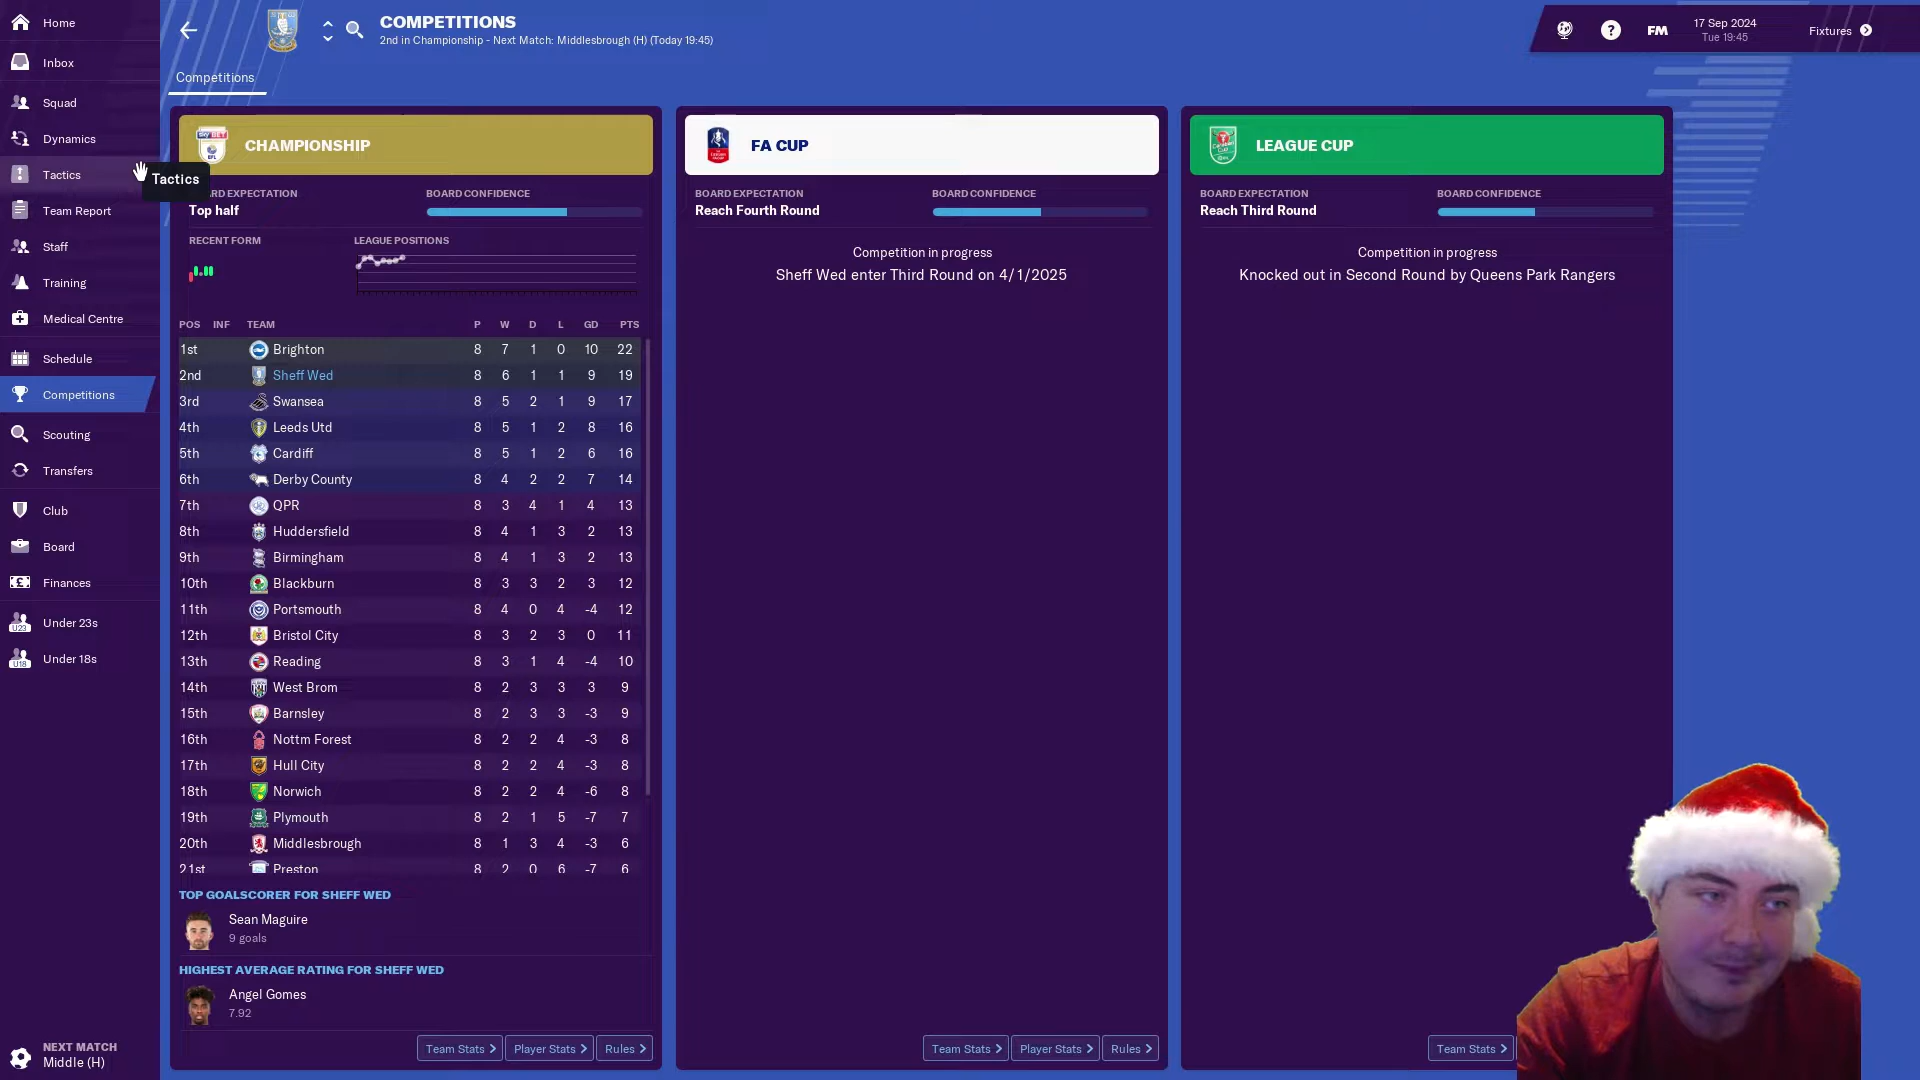 Home
Inbox
Squad
Dynamics
Tactics
Team Report
Staff
Training
Medical Centre
Schedule
Competitions
Scouting
Transfers
Club
Board
Finances
U23 Under 23s
U18 Under 18s
NEXT MATCH
Middle (H)
Tactics
COMPETITIONS
2nd in Championship - Next Match: Middlesbrough (H) (Today 19:45)
FM
17 Sep 2024
Tue 19:45
Fixtures
Competitions
SKY BET
EFL
CHAMPIONSHIP
RD EXPECTATION BOARD CONFIDENCE
Top half
RECENT FORM LEAGUE POSITIONS
POS INF TEAM P W D L GD PTS
1st Brighton 8 7 1 0 10 22
2nd Sheff Wed 8 6 1 1 9 19
3rd Swansea 8 5 2 1 9 17
4th Leeds Utd 8 5 1 2 8 16
5th Cardiff 8 5 1 2 6 16
6th Derby County 8 4 2 2 7 14
7th QPR 8 3 4 1 4 13
8th Huddersfield 8 4 1 3 2 13
9th Birmingham 8 4 1 3 2 13
10th Blackburn 8 3 3 2 3 12
11th Portsmouth 8 4 0 4 -4 12
12th Bristol City 8 3 2 3 0 11
13th Reading 8 3 1 4 -4 10
14th West Brom 8 2 3 3 3 9
15th Barnsley 8 2 3 3 -3 9
16th Nottm Forest 8 2 2 4 -3 8
17th Hull City 8 2 2 4 -3 8
18th Norwich 8 2 2 4 -6 8
19th Plymouth 8 2 1 5 -7 7
20th Middlesbrough 8 1 3 4 -3 6
21st Preston 8 2 0 6 -7 6
TOP GOALSCORER FOR SHEFF WED
Sean Maguire
9 goals
HIGHEST AVERAGE RATING FOR SHEFF WED
Angel Gomes
7.92
Team Stats Player Stats Rules
FA CUP
BOARD EXPECTATION BOARD CONFIDENCE
Reach Fourth Round
Competition in progress
Sheff Wed enter Third Round on 4/1/2025
Team Stats Player Stats Rules
LEAGUE CUP
BOARD EXPECTATION BOARD CONFIDENCE
Reach Third Round
Competition in progress
Knocked out in Second Round by Queens Park Rangers
Team Stats